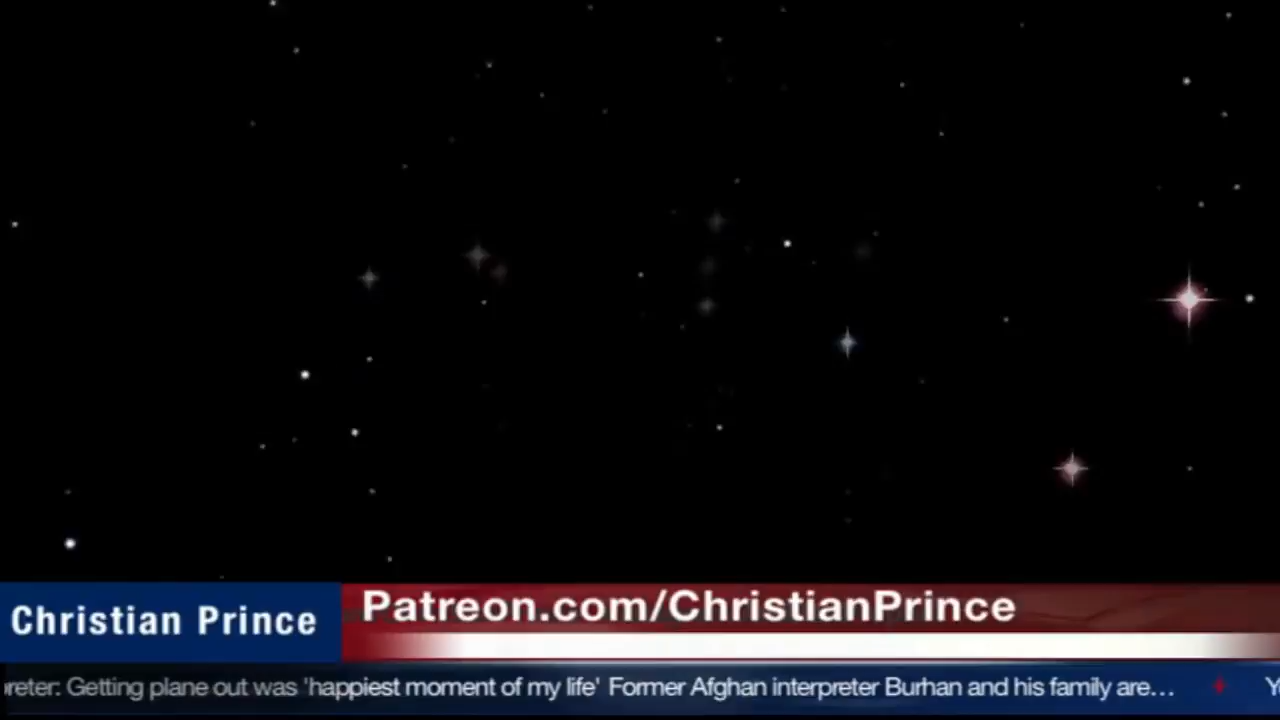 Christian Prince
Patreon.com/ChristianPrince
reter: Getting plane out was 'happiest moment of my life' Former Afghan interpreter Burhan and his family are...